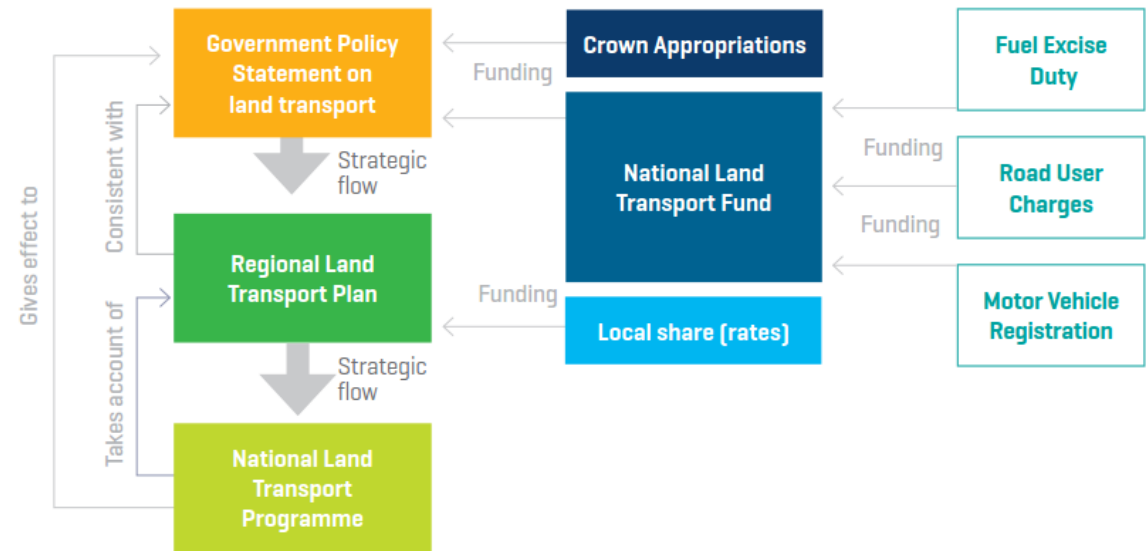 Government Policy
Statement on
land transport
Crown Appropriations
Fuel Excise
Duty
Funding
Consistent with
Strategic
flow
National Land
Transport Fund
Funding
Road User
Charges
Funding
Gives effect to
Regional Land
Transport Plan
Funding
Local share (rates)
Motor Vehicle
Registration
Takes account of
Strategic
flow
National Land
Transport
Programme